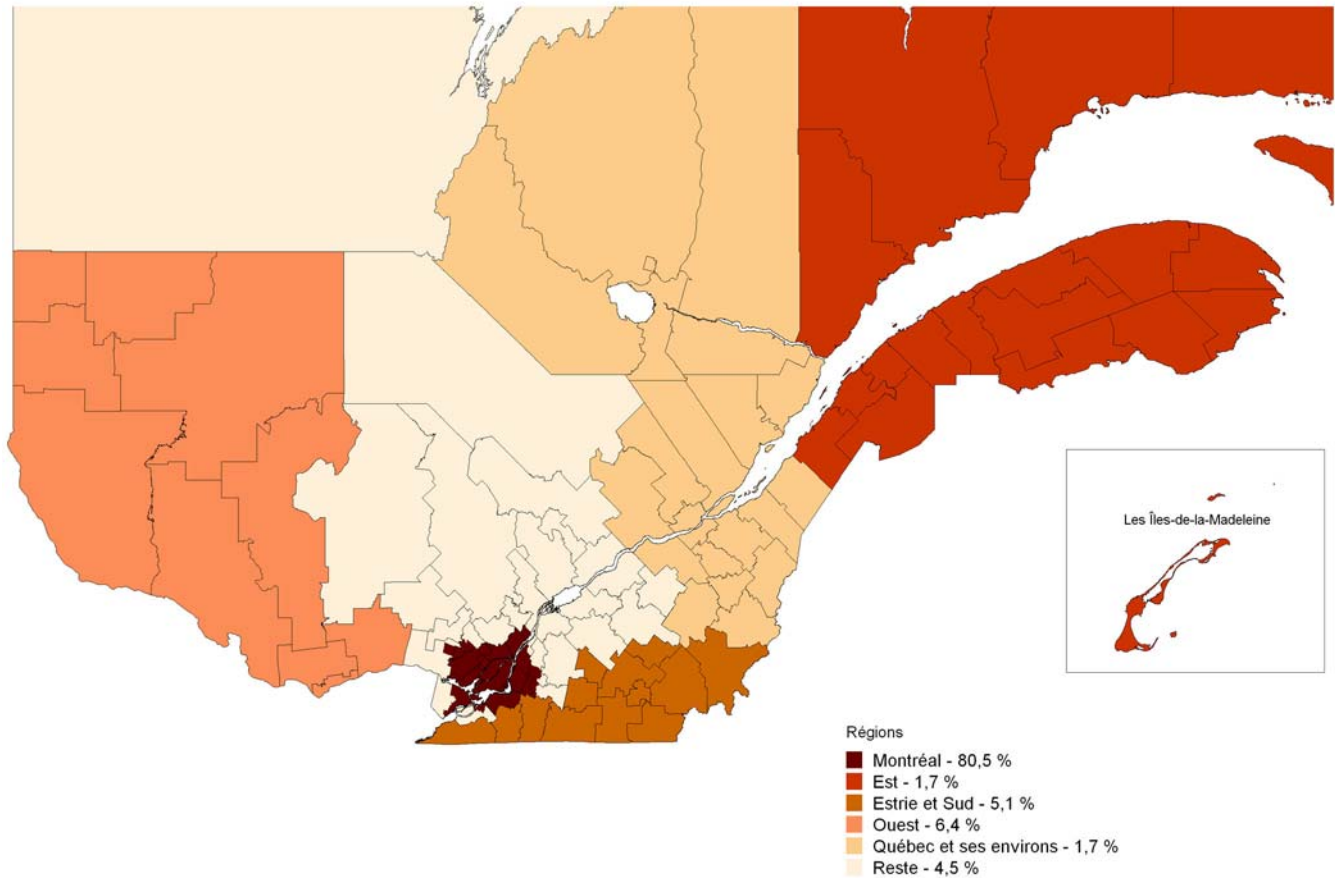 Les Îles-de-la-Madeleine
Régions
Montréal - 80,5 %
Est - 1,7 %
Estrie et Sud - 5,1 %
Ouest - 6,4 %
Québec et ses environs - 1,7 %
Reste - 4,5 %